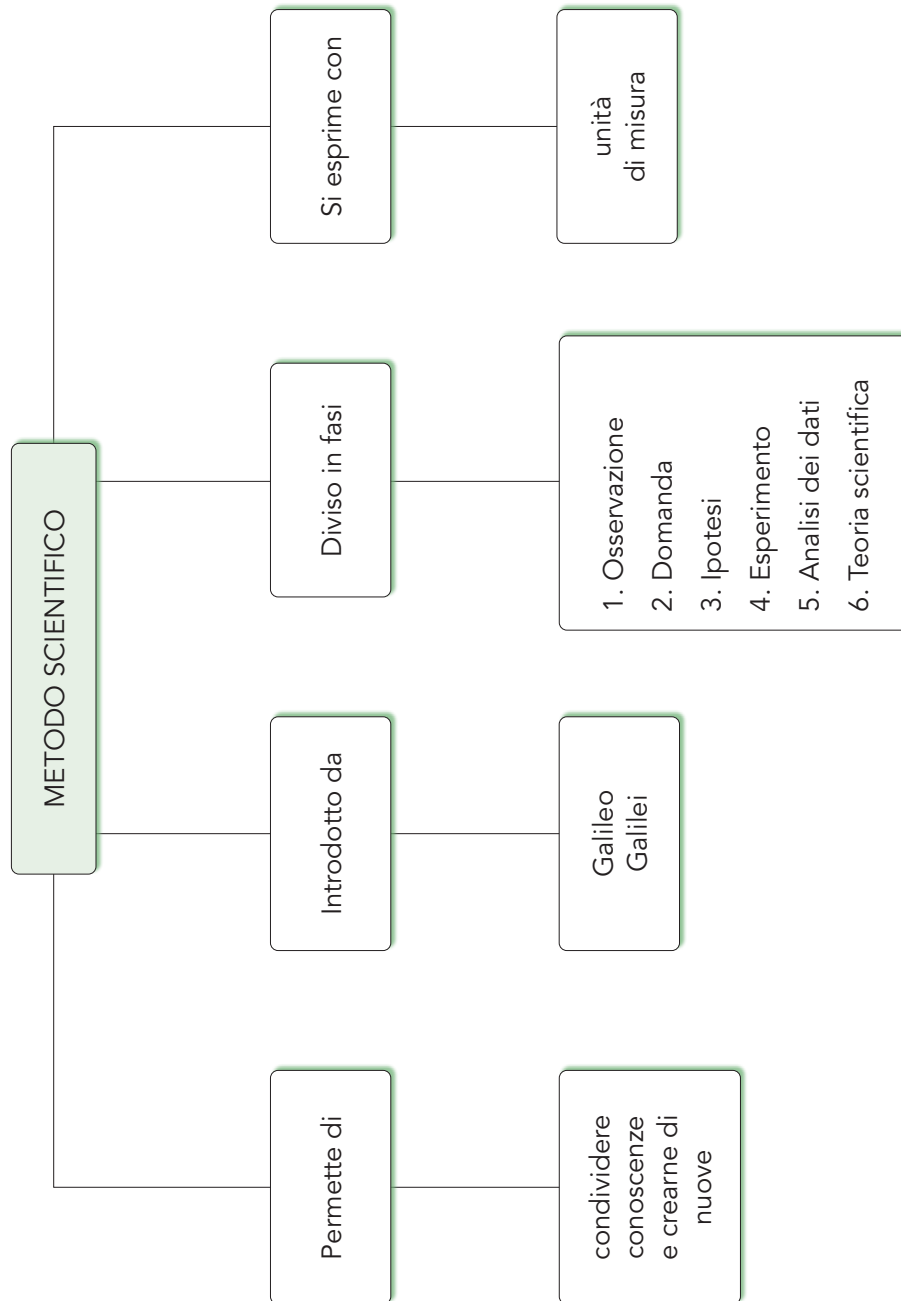 METODO SCIENTIFICO
Permette di
condividere
conoscenze
e crearne di
nuove
Introdotto da
Galileo
Galilei
Diviso in fasi
1. Osservazione
2. Domanda
3. Ipotesi
4. Esperimento
5. Analisi dei dati
6. Teoria scientifica
Si esprime con
unità
di misura